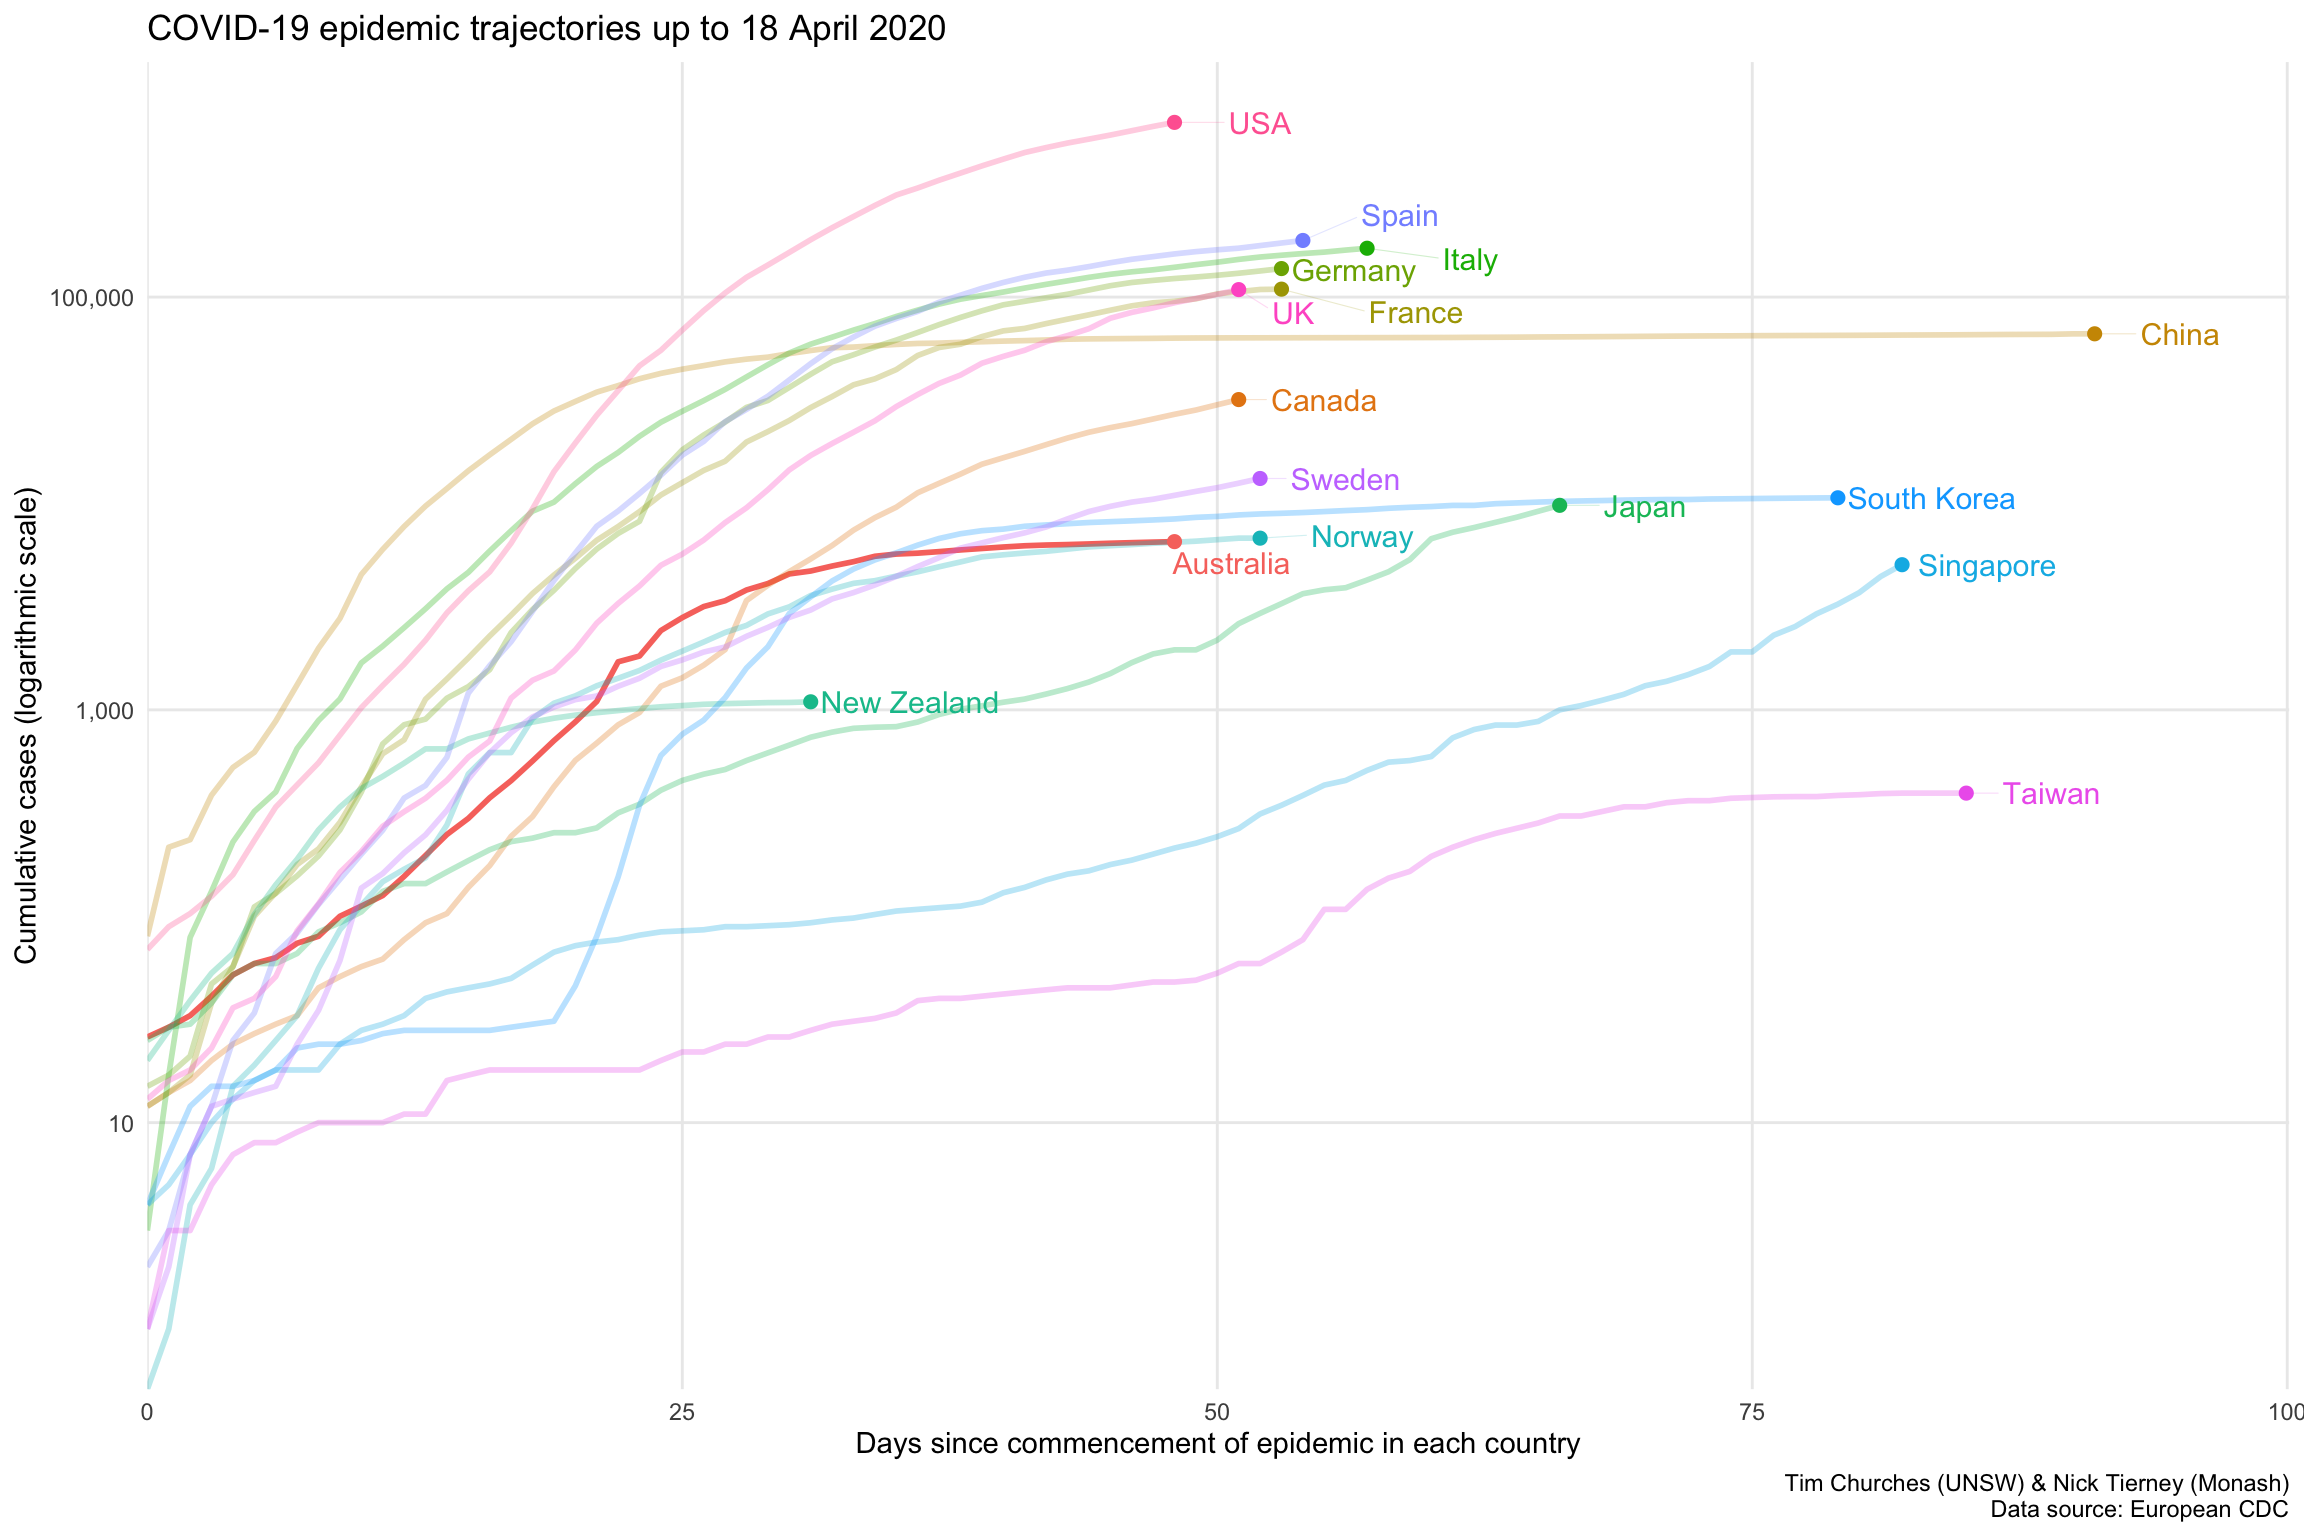 COVID-19 epidemic trajectories up to 18 April 2020
USA
Spain
Italy
Germany
100,000
UK
France
China
Canada
Sweden
South Korea
Japan
Norway
Australia
Singapore
New Zealand
1,000
Taiwan
10
Cumulative cases (logarithmic scale)
0 25 50 75 100
Days since commencement of epidemic in each country
Tim Churches (UNSW) & Nick Tierney (Monash)
Data source: European CDC